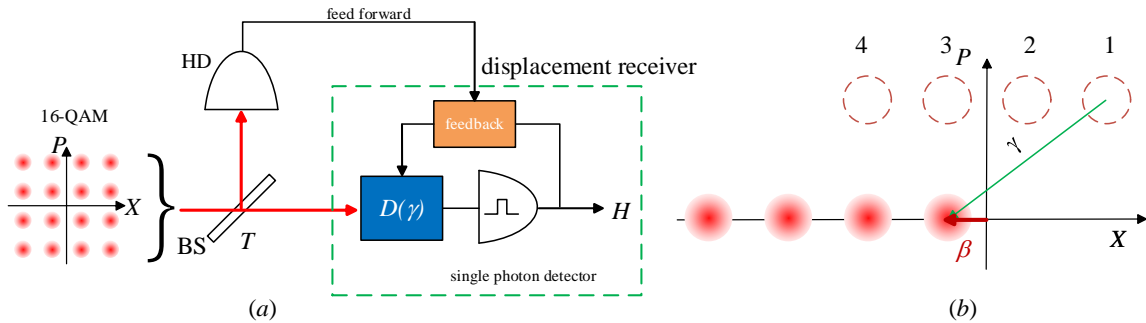 feed forward
HD
displacement receiver
16-QAM
P
feedback
X
D(γ)
H
BS
T
single photon detector
(a)
4
3
2
1
P
γ
X
β
(b)